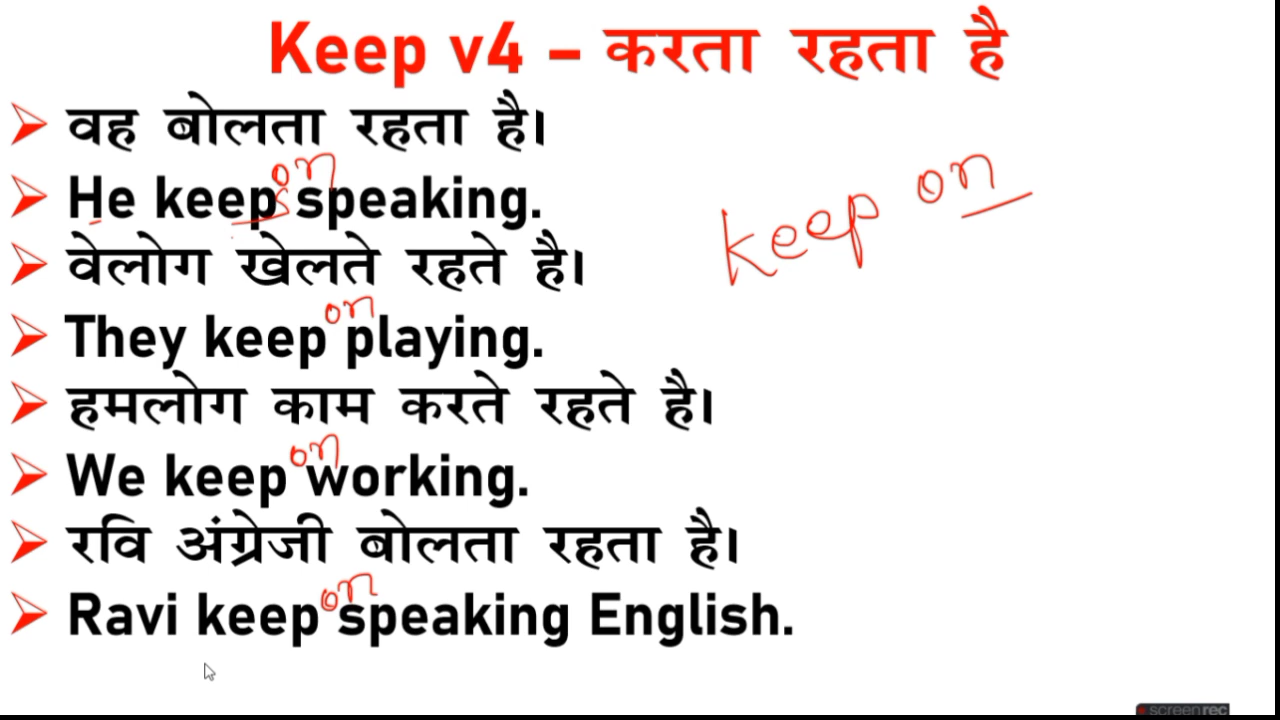 Keep v4 – करता रहता है
वह बोलता रहता है।
on
He keeps speaking.
keep on
वेलोग खेलते रहते है।
on
They keep playing.
हमलोग काम करते रहते है।
on
We keep working.
रवि अंग्रेजी बोलता रहता है।
on
Ravi keep speaking English.
screenrec